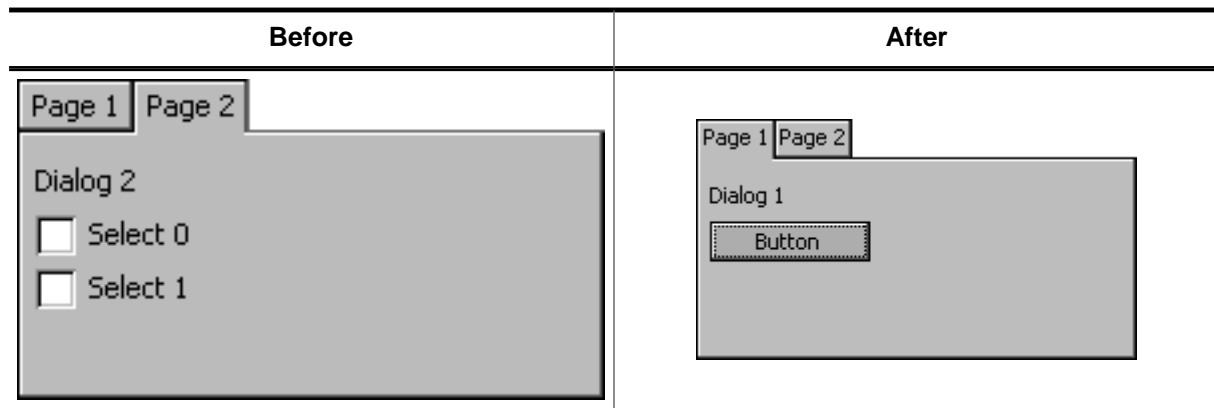 Before
After
Page 1 Page 2
Dialog 2
Select 0
Select 1
Page 1 Page 2
Dialog 1
Button